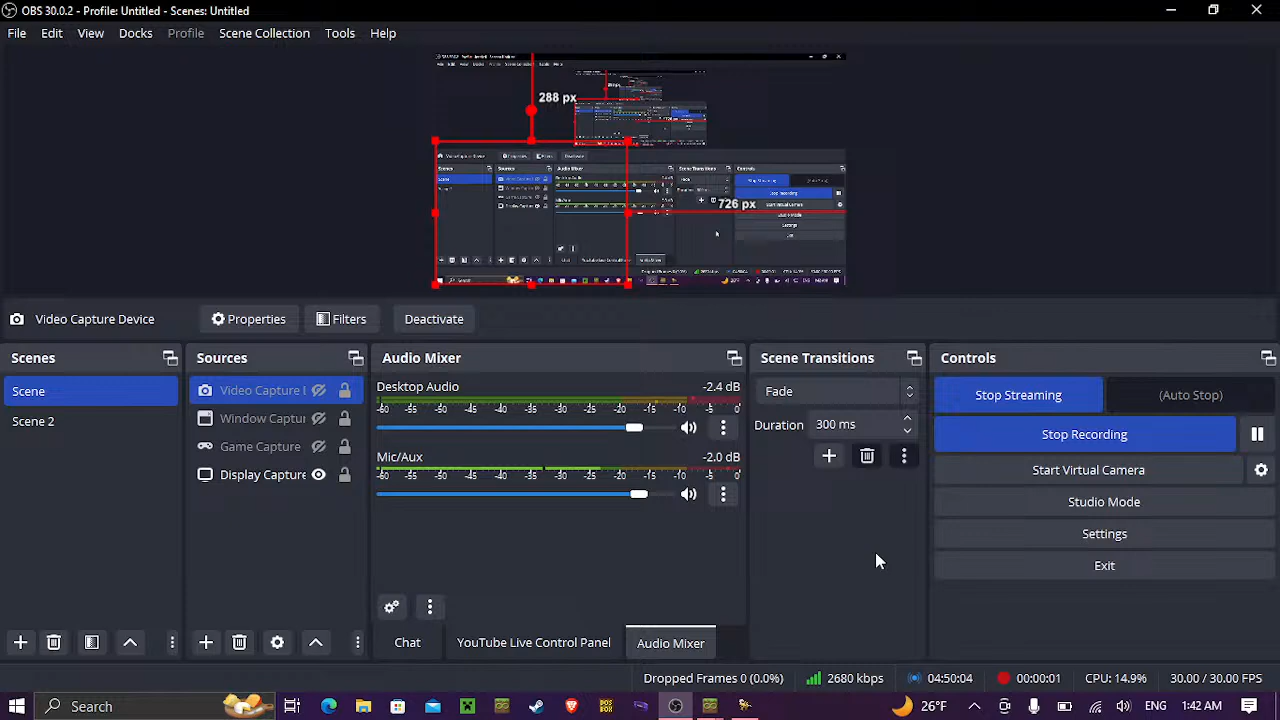 OBS 30.0.2 - Profile: Untitled - Scenes: Untitled
File Edit View Docks Profile Scene Collection Tools Help
288 px
726 px
Video Capture Device Properties Filters Deactivate
Scenes
Scene
Scene 2
Sources
Video Capture
Window Captur
Game Capture
Display Capture
Audio Mixer
Desktop Audio -2.4 dB
-60 -55 -50 -45 -40 -35 -30 -25 -20 -15 -10 -5 0
Mic/Aux -2.0 dB
-60 -55 -50 -45 -40 -35 -30 -25 -20 -15 -10 -5 0
Chat YouTube Live Control Panel Audio Mixer
Scene Transitions
Fade
Duration 300 ms
Controls
Stop Streaming (Auto Stop)
Stop Recording
Start Virtual Camera
Studio Mode
Settings
Exit
Dropped Frames 0 (0.0%) 2680 kbps 04:50:04 00:00:01 CPU: 14.9% 30.00 / 30.00 FPS
Search 26°F ENG 1:42 AM